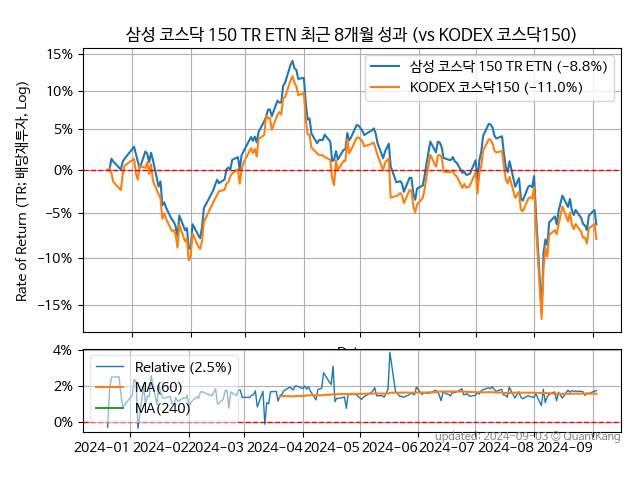 삼성 코스닥 150 TR ETN 최근 8개월 성과 (vs KODEX 코스닥150)
15%
10%
5%
0%
−5%
−10%
−15%
Rate of Return (TR: 배당재투자, Log)
삼성 코스닥 150 TR ETN (−8.8%)
KODEX 코스닥150 (−11.0%)
4%
2%
0%
Relative (2.5%)
MA(60)
MA(240)
2024-01 2024-02 2024-03 2024-04 2024-05 2024-06 2024-07 2024-08 2024-09
updated: 2024-09-03 © QuantKang